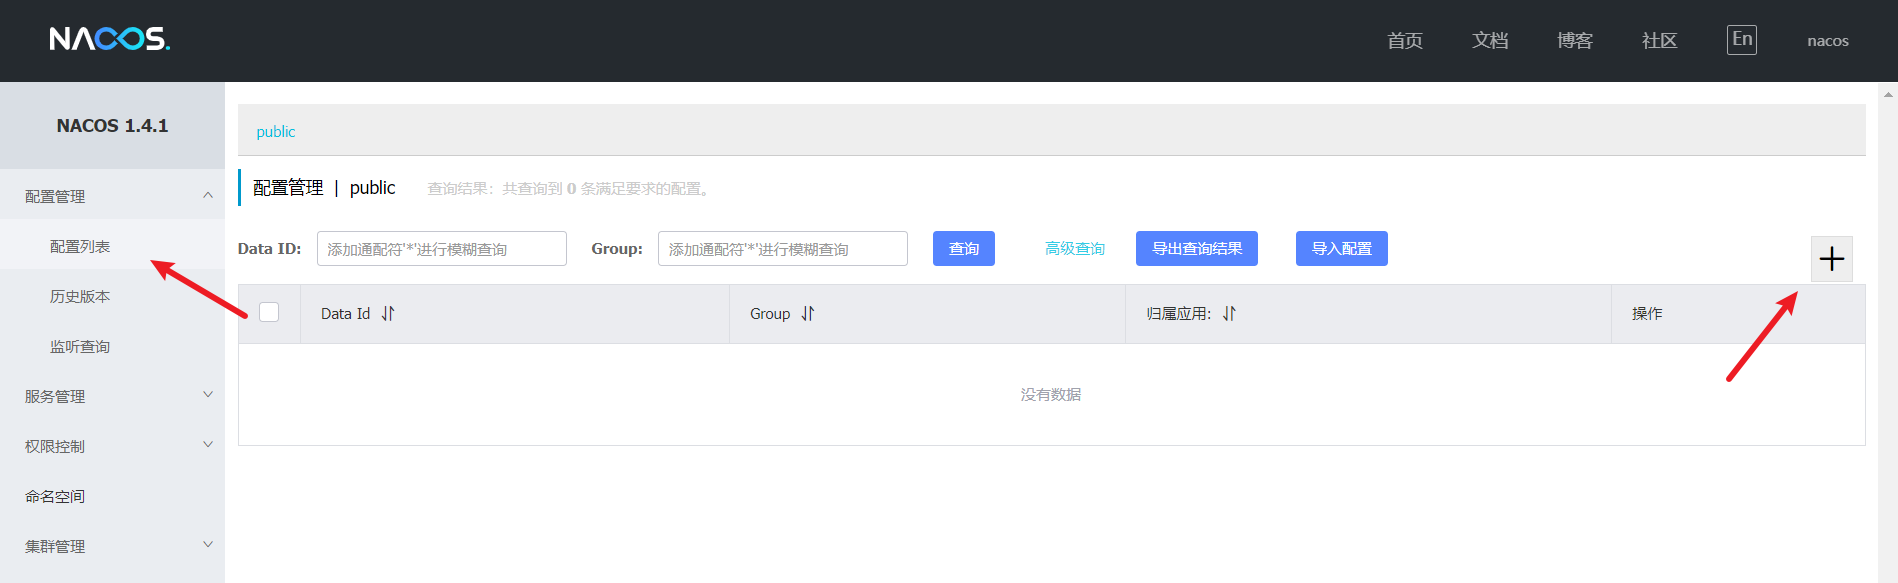 NACOS.
首页 文档 博客 社区 En nacos
NACOS 1.4.1
配置管理
配置列表
历史版本
监听查询
服务管理
权限控制
命名空间
集群管理
public
配置管理 | public 查询结果：共查询到 0 条满足要求的配置。
Data ID: 添加通配符'*'进行模糊查询 Group: 添加通配符'*'进行模糊查询 查询 高级查询 导出查询结果 导入配置
Data Id Group 归属应用: 操作
没有数据